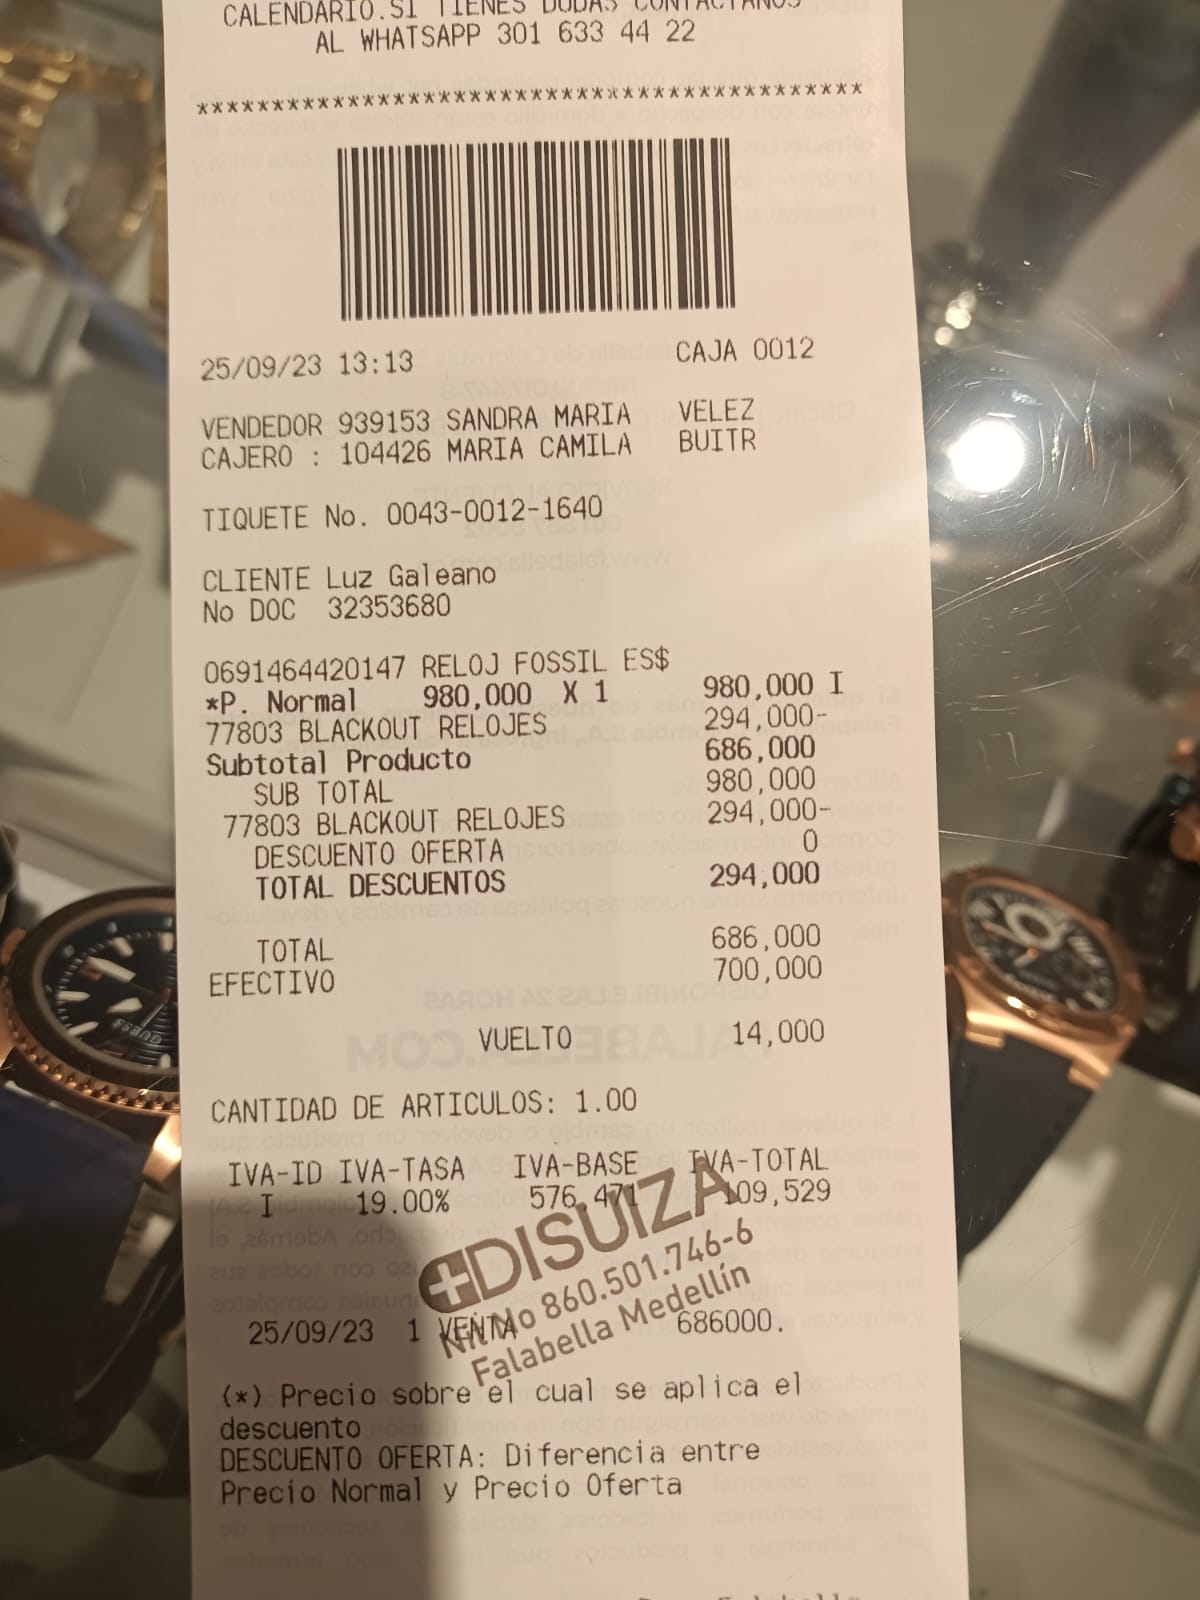 CALENDARIO.SI TIENES DUDAS CONTACTANOS
AL WHATSAPP 301 633 44 22
********************************************
25/09/23 13:13 CAJA 0012
VENDEDOR 939153 SANDRA MARIA VELEZ
CAJERO : 104426 MARIA CAMILA BUITR
TIQUETE No. 0043-0012-1640
CLIENTE Luz Galeano
No DOC 32353680
0691464420147 RELOJ FOSSIL ES$
*P. Normal 980,000 X 1 980,000 I
77803 BLACKOUT RELOJES 294,000-
Subtotal Producto 686,000
SUB TOTAL 980,000
77803 BLACKOUT RELOJES 294,000-
DESCUENTO OFERTA 0
TOTAL DESCUENTOS 294,000
TOTAL 686,000
EFECTIVO 700,000
VUELTO 14,000
CANTIDAD DE ARTICULOS: 1.00
IVA-ID IVA-TASA IVA-BASE IVA-TOTAL
I 19.00% 576,471 109,529
DISUIZA
Nit No 860.501.746-6
Falabella Medellín
25/09/23 1 VENTA 686000.
(*) Precio sobre el cual se aplica el
descuento
DESCUENTO OFERTA: Diferencia entre
Precio Normal y Precio Oferta
GUESS